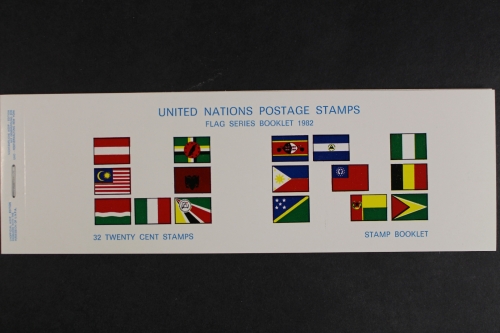 UNITED NATIONS POSTAGE STAMPS
FLAG SERIES BOOKLET 1982
32 TWENTY CENT STAMPS
STAMP BOOKLET